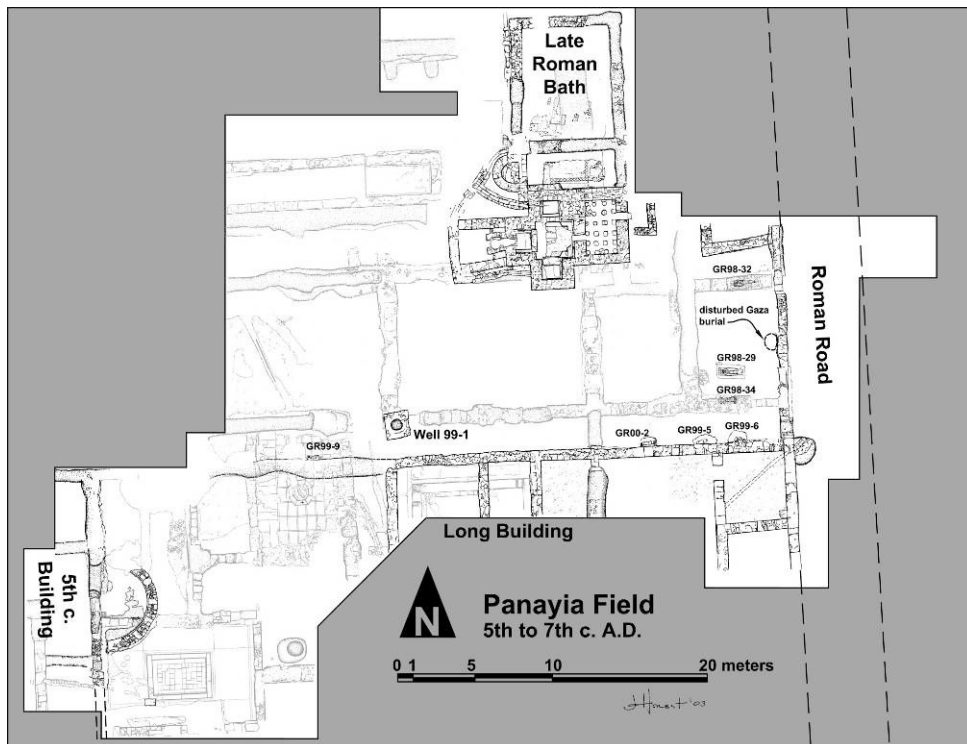 Late
Roman
Bath
GR98-32
disturbed Gaza
burial
Roman Road
GR98-29
GR98-34
GR99-9
Well 99-1
GR00-2
GR99-5
GR99-6
Long Building
5th c.
Building
N
Panayia Field
5th to 7th c. A.D.
0 1 5 10 20 meters